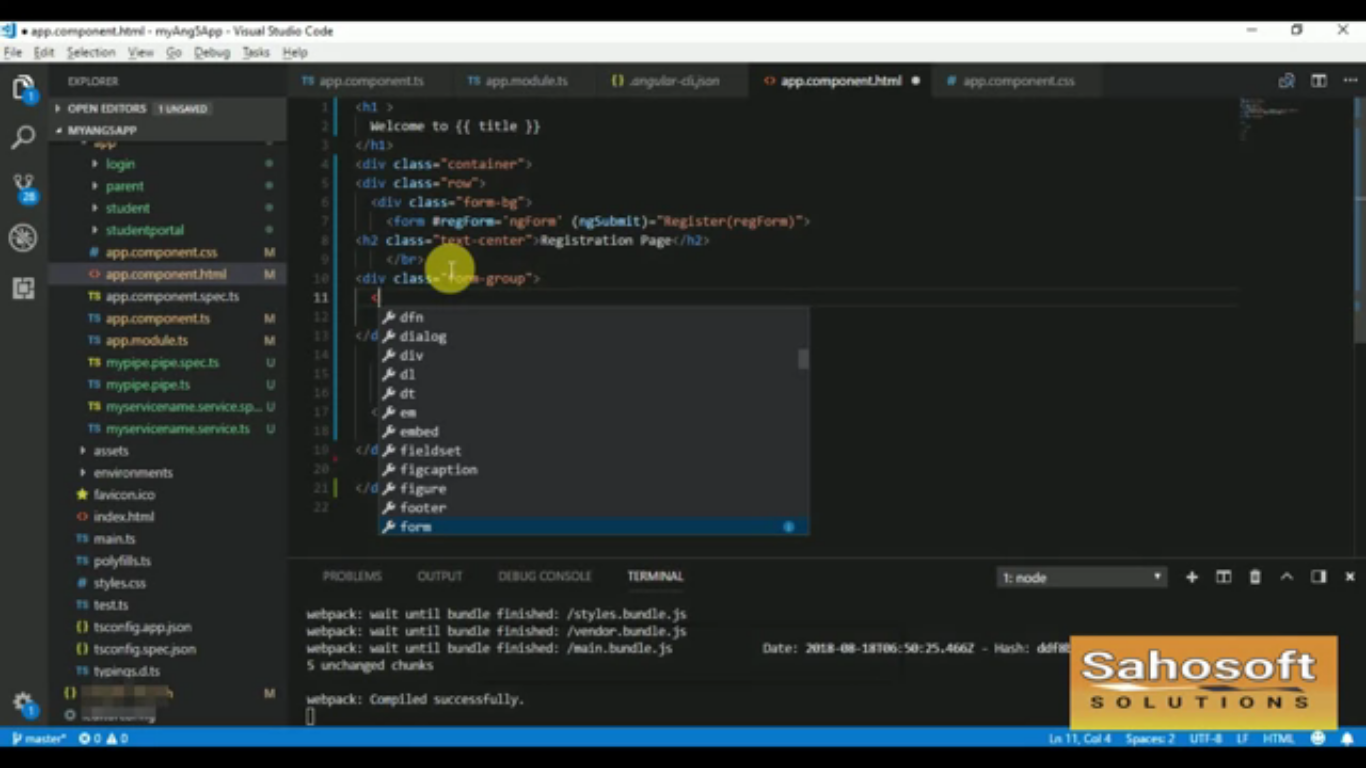 app.component.html - myAng5App - Visual Studio Code
File Edit Selection View Go Debug Tasks Help
EXPLORER
OPEN EDITORS 1 UNSAVED
MYANG5APP
app
login
parent
student
studentportal
app.component.css M
app.component.html M
app.component.spec.ts
app.component.ts M
app.module.ts M
mypipe.pipe.spec.ts U
mypipe.pipe.ts U
myservicename.service.sp... U
myservicename.service.ts U
assets
environments
favicon.ico
index.html
main.ts
polyfills.ts
styles.css
test.ts
tsconfig.app.json
tsconfig.spec.json
typings.d.ts
M
app.component.ts app.module.ts .angular-cli.json app.component.html app.component.css
1 <h1 >
2 Welcome to {{ title }}
3 </h1>
4 <div class="container">
5 <div class="row">
6 <div class="form-bg">
7 <form #regForm='ngForm' (ngSubmit)="Register(regForm)">
8 <h2 class="text-center">Registration Page</h2>
9 </br>
10 <div class="form-group">
11 <
12
13 </d
14
15
16
17 <
18
19 </d
20
21 </d
22
dfn
dialog
div
dl
dt
em
embed
fieldset
figcaption
figure
footer
form
PROBLEMS OUTPUT DEBUG CONSOLE TERMINAL 1: node
webpack: wait until bundle finished: /styles.bundle.js
webpack: wait until bundle finished: /vendor.bundle.js
webpack: wait until bundle finished: /main.bundle.js Date: 2018-08-18T06:50:25.466Z - Hash:
5 unchanged chunks
webpack: Compiled successfully.
Sahosoft
SOLUTIONS
master* 0 0 Ln 11, Col 4 Spaces: 2 UTF-8 LF HTML